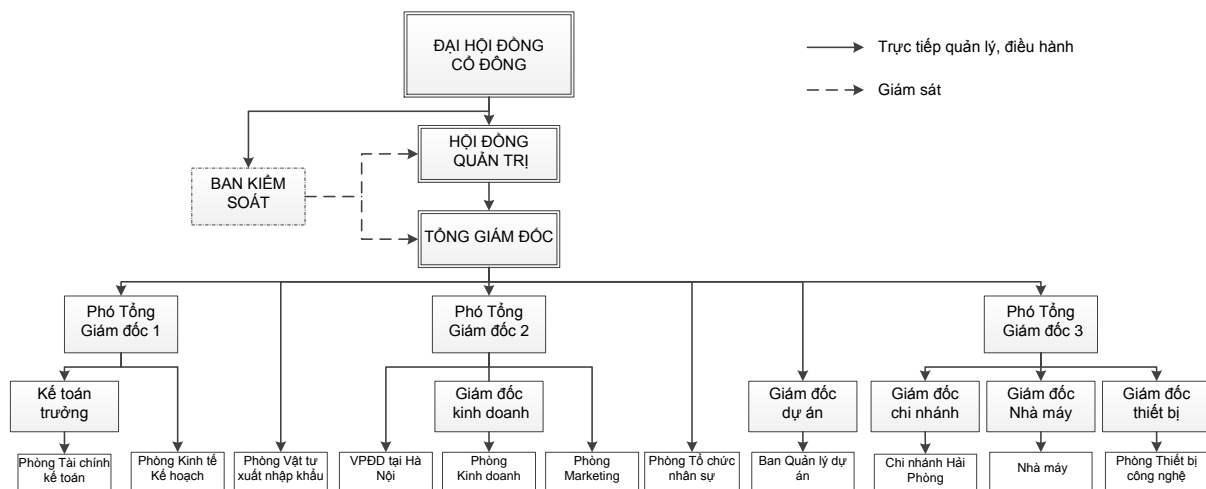 ĐẠI HỘI ĐỒNG
CỔ ĐÔNG
Trực tiếp quản lý, điều hành
Giám sát
HỘI ĐỒNG
QUẢN TRỊ
BAN KIỂM
SOÁT
TỔNG GIÁM ĐỐC
Phó Tổng
Giám đốc 1
Phó Tổng
Giám đốc 2
Phó Tổng
Giám đốc 3
Kế toán
trưởng
Giám đốc
kinh doanh
Giám đốc
dự án
Giám đốc
chi nhánh
Giám đốc
Nhà máy
Giám đốc
thiết bị
Phòng Tài chính
kế toán
Phòng Kinh tế
Kế hoạch
Phòng Vật tư
xuất nhập khẩu
VPĐD tại Hà
Nội
Phòng
Kinh doanh
Phòng
Marketing
Phòng Tổ chức
nhân sự
Ban Quản lý dự
án
Chi nhánh Hải
Phòng
Nhà máy
Phòng Thiết bị
công nghệ